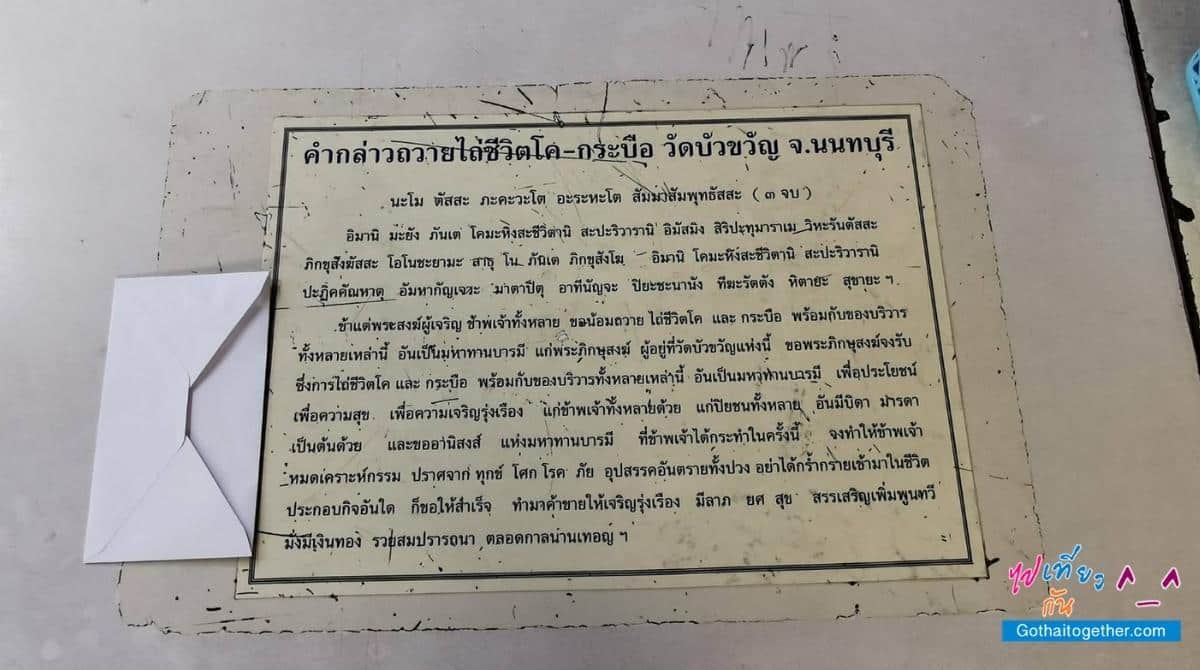 คำกล่าวถวายไถ่ชีวิตโค-กระบือ วัดบัวขวัญ จ.นนทบุรี
นะโม ตัสสะ ภะคะวะโต อะระหะโต สัมมาสัมพุทธัสสะ ( ๓ จบ )
อิมานิ มะยัง ภันเต โคมะหิงสะชีวิตานิ สะปะริวารานิ อิมัสมิง สิริปะทุมาราเม วิหะรันตัสสะ
ภิกขุสังฆัสสะ โอโนชะยามะ สาธุ โน ภันเต ภิกขุสังโฆ อิมานิ โคมะหิงสะชีวิตานิ สะปะริวารานิ
ปะฏิคคัณหาตุ อัมหากัญเจวะ มาตาปิตุ อาทีนัญจะ ปิยะชะนานัง ทีฆะรัตตัง หิตายะ สุขายะ ฯ
ข้าแต่พระสงฆ์ผู้เจริญ ข้าพเจ้าทั้งหลาย ขอน้อมถวาย ไถ่ชีวิตโค และ กระบือ พร้อมกับของบริวาร
ทั้งหลายเหล่านี้ อันเป็นมหาทานบารมี แก่พระภิกษุสงฆ์ ผู้อยู่ที่วัดบัวขวัญแห่งนี้ ขอพระภิกษุสงฆ์จงรับ
ซึ่งการไถ่ชีวิตโค และ กระบือ พร้อมกับของบริวารทั้งหลายเหล่านี้ อันเป็นมหาทานบารมี เพื่อประโยชน์
เพื่อความสุข เพื่อความเจริญรุ่งเรือง แก่ข้าพเจ้าทั้งหลายด้วย แก่ปิยชนทั้งหลาย อันมีบิดา มารดา
เป็นต้นด้วย และขออานิสงส์ แห่งมหาทานบารมี ที่ข้าพเจ้าได้กระทำในครั้งนี้ จงทำให้ข้าพเจ้า
หมดเคราะห์กรรม ปราศจาก ทุกข์ โศก โรค ภัย อุปสรรคอันตรายทั้งปวง อย่าได้กร้ำกรายเข้ามาในชีวิต
ประกอบกิจอันใด ก็ขอให้สำเร็จ ทำมาค้าขายให้เจริญรุ่งเรือง มีลาภ ยศ สุข สรรเสริญเพิ่มพูนทวี
มั่งมีเงินทอง รวยสมปรารถนา ตลอดกาลนานเทอญ ฯ
ไปเที่ยวกัน ^_^
Gothaitogether.com